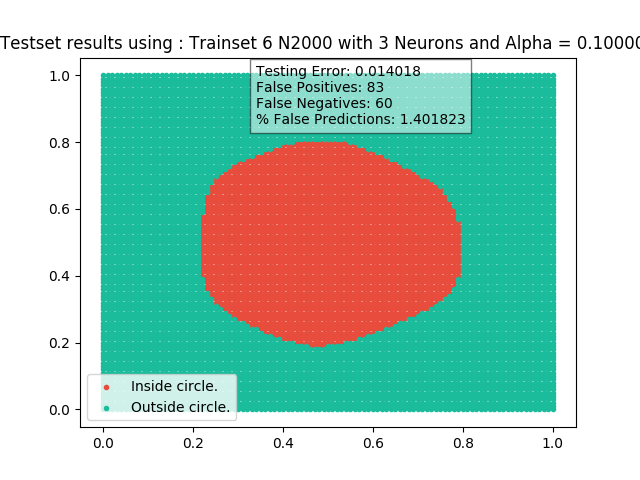 Testset results using : Trainset 6 N2000 with 3 Neurons and Alpha = 0.10000
Testing Error: 0.014018
False Positives: 83
False Negatives: 60
% False Predictions: 1.401823
1.0
0.8
0.6
0.4
0.2
0.0
Inside circle.
Outside circle.
0.0 0.2 0.4 0.6 0.8 1.0